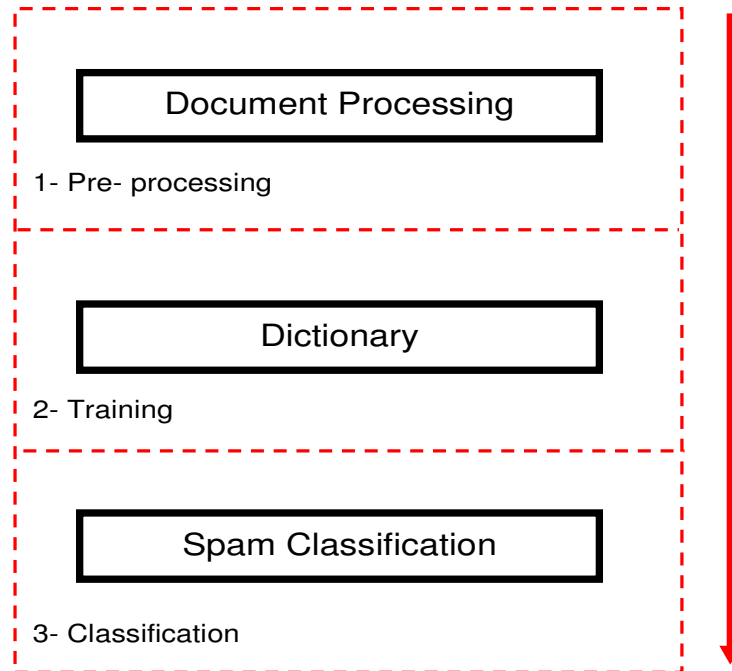 Document Processing
1- Pre- processing
Dictionary
2- Training
Spam Classification
3- Classification